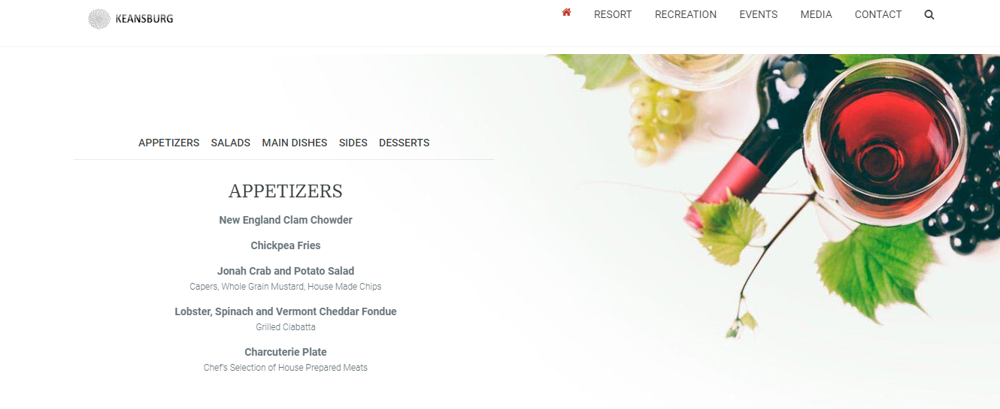 KEANSBURG
RESORT RECREATION EVENTS MEDIA CONTACT
APPETIZERS SALADS MAIN DISHES SIDES DESSERTS
APPETIZERS
New England Clam Chowder
Chickpea Fries
Jonah Crab and Potato Salad
Capers, Whole Grain Mustard, House Made Chips
Lobster, Spinach and Vermont Cheddar Fondue
Grilled Ciabatta
Charcuterie Plate
Chef's Selection of House Prepared Meats